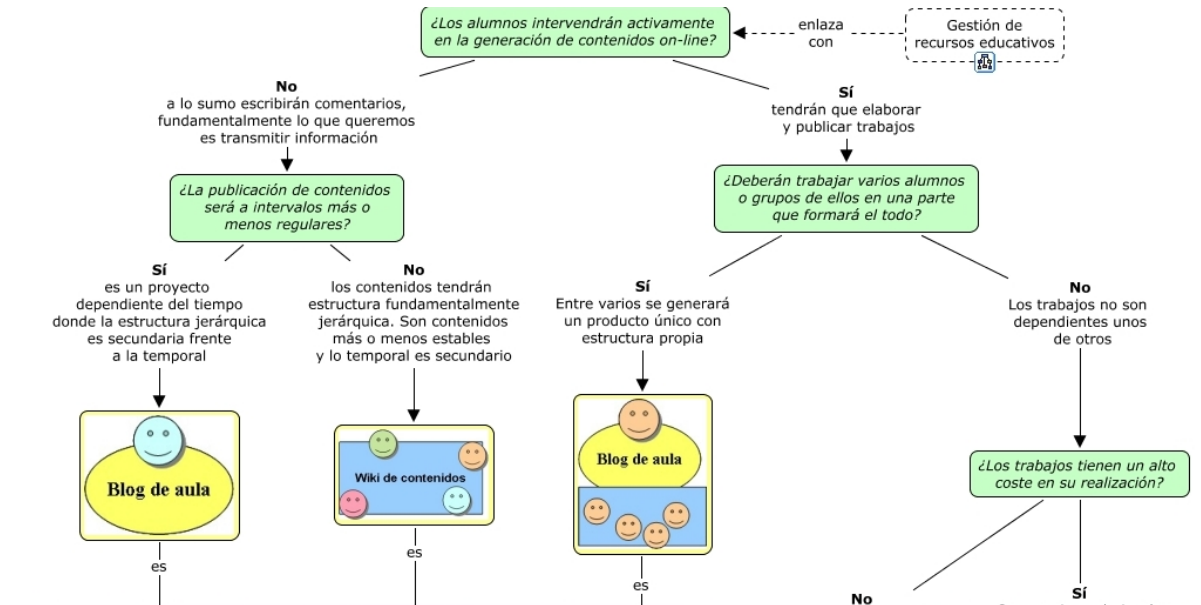 ¿Los alumnos intervendrán activamente
en la generación de contenidos on-line?
enlaza
con
Gestión de
recursos educativos
No
a lo sumo escribirán comentarios,
fundamentalmente lo que queremos
es transmitir información
Sí
tendrán que elaborar
y publicar trabajos
¿La publicación de contenidos
será a intervalos más o
menos regulares?
¿Deberán trabajar varios alumnos
o grupos de ellos en una parte
que formará el todo?
Sí
es un proyecto
dependiente del tiempo
donde la estructura jerárquica
es secundaria frente
a la temporal
No
los contenidos tendrán
estructura fundamentalmente
jerárquica. Son contenidos
más o menos estables
y lo temporal es secundario
Sí
Entre varios se generará
un producto único con
estructura propia
No
Los trabajos no son
dependientes unos
de otros
Blog de aula
Wiki de contenidos
Blog de aula
¿Los trabajos tienen un alto
coste en su realización?
es
es
es
No
Sí